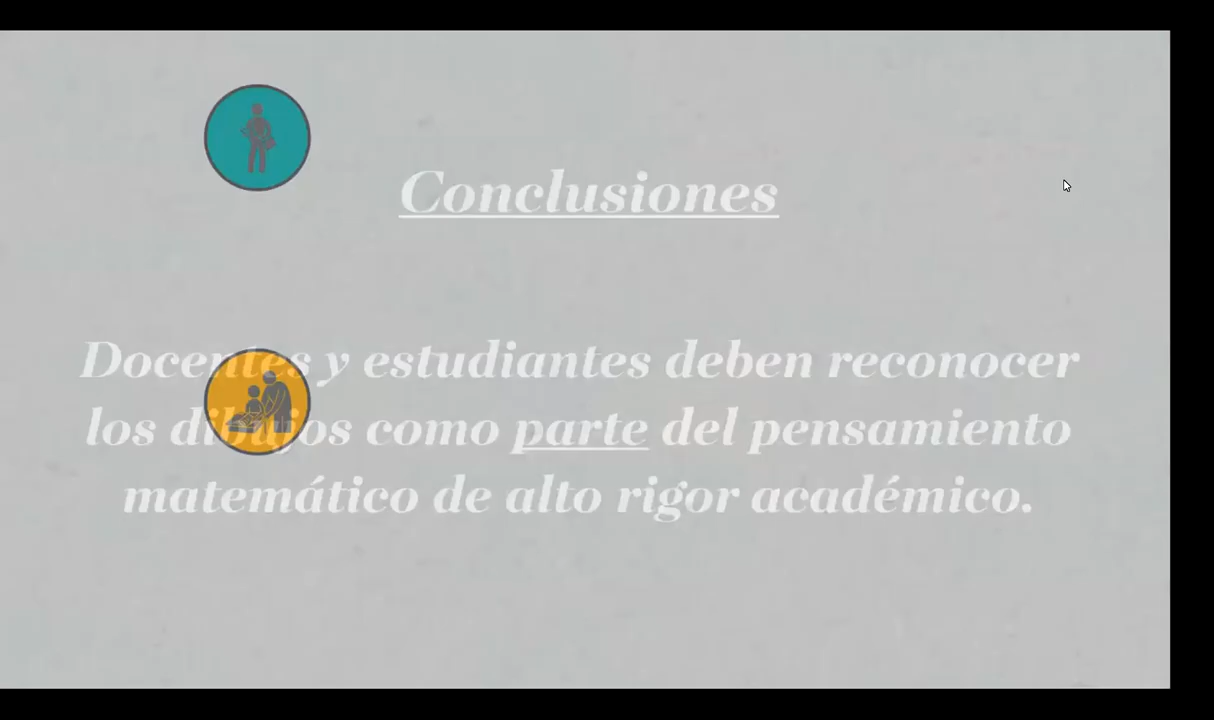 Conclusiones
Docentes y estudiantes deben reconocer
los dibujos como parte del pensamiento
matemático de alto rigor académico.